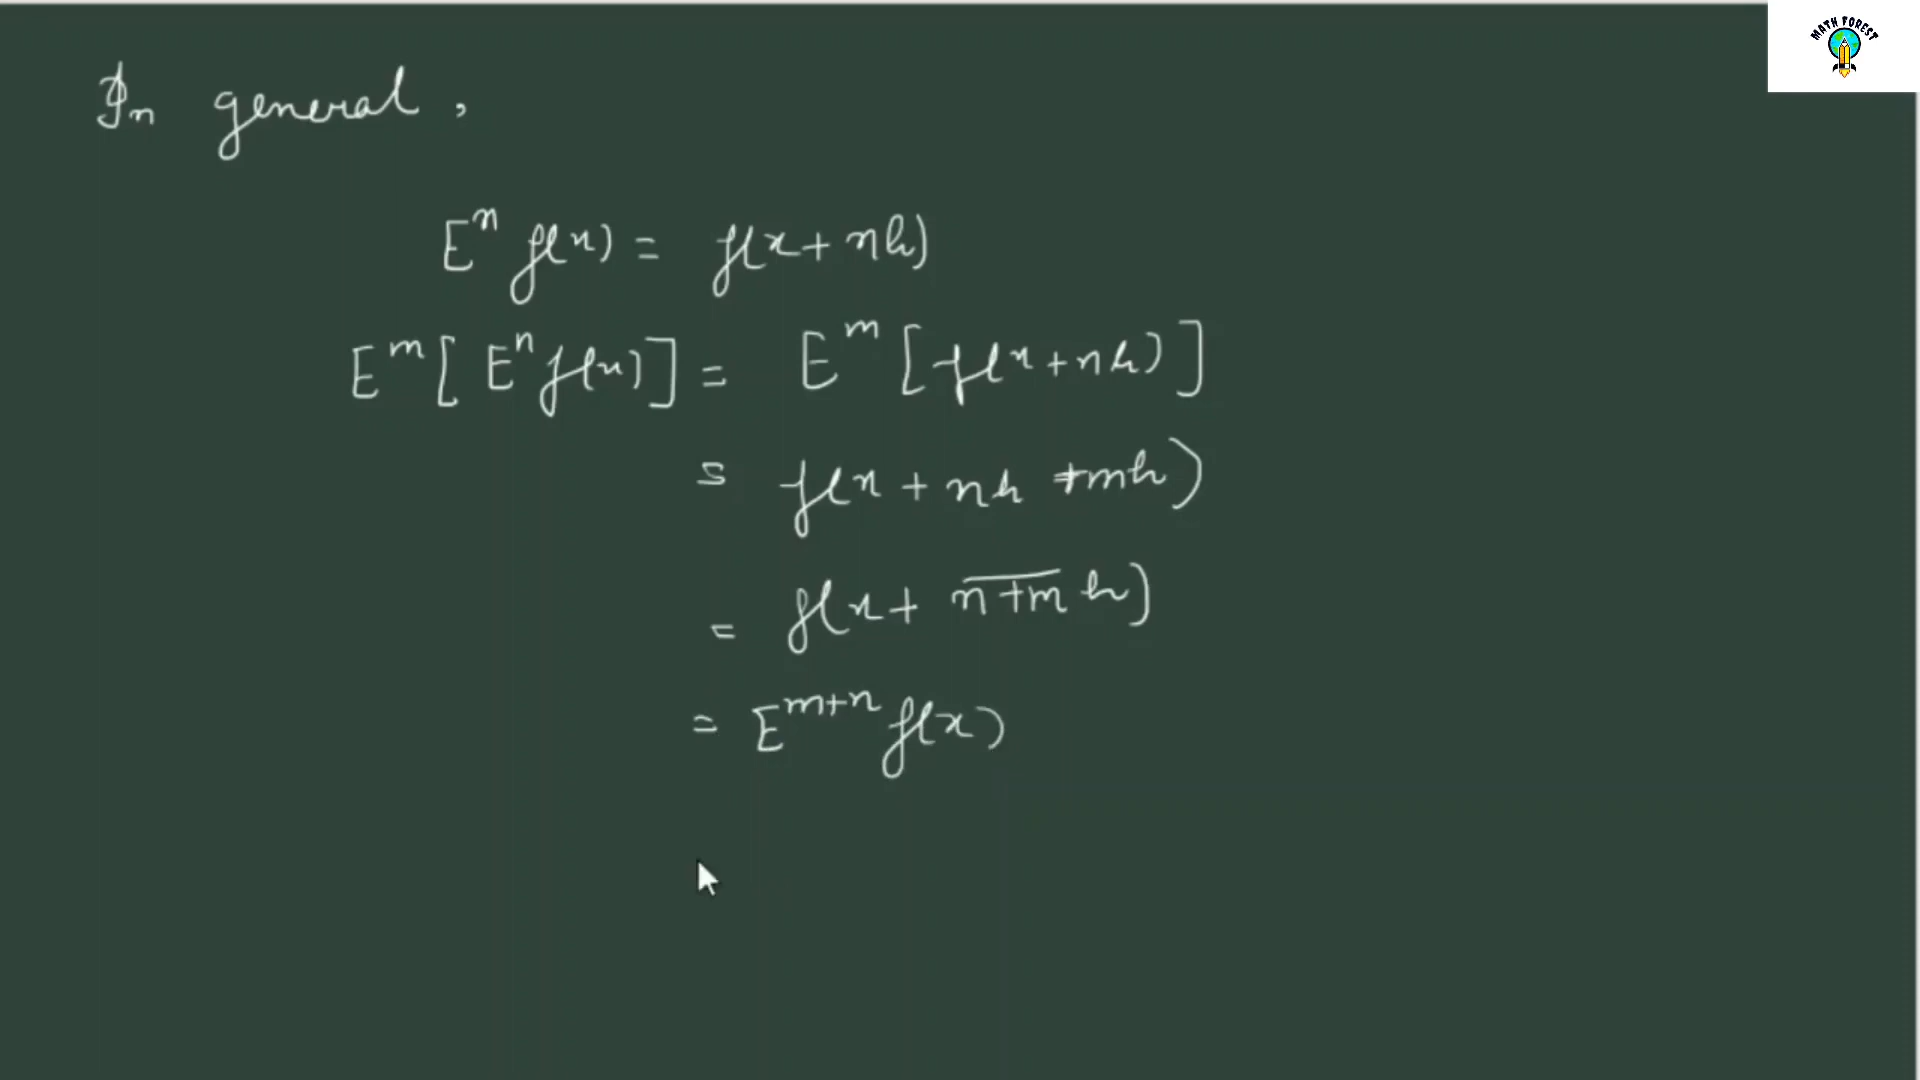 MATH FOREST
In general,
Eⁿ f(x) = f(x + nh)
Eᵐ[ Eⁿ f(x)] = Eᵐ [f(x + nh)]
= f(x + nh + mh)
= f(x + n̅+̅m̅ h)
= Eᵐ⁺ⁿ f(x)